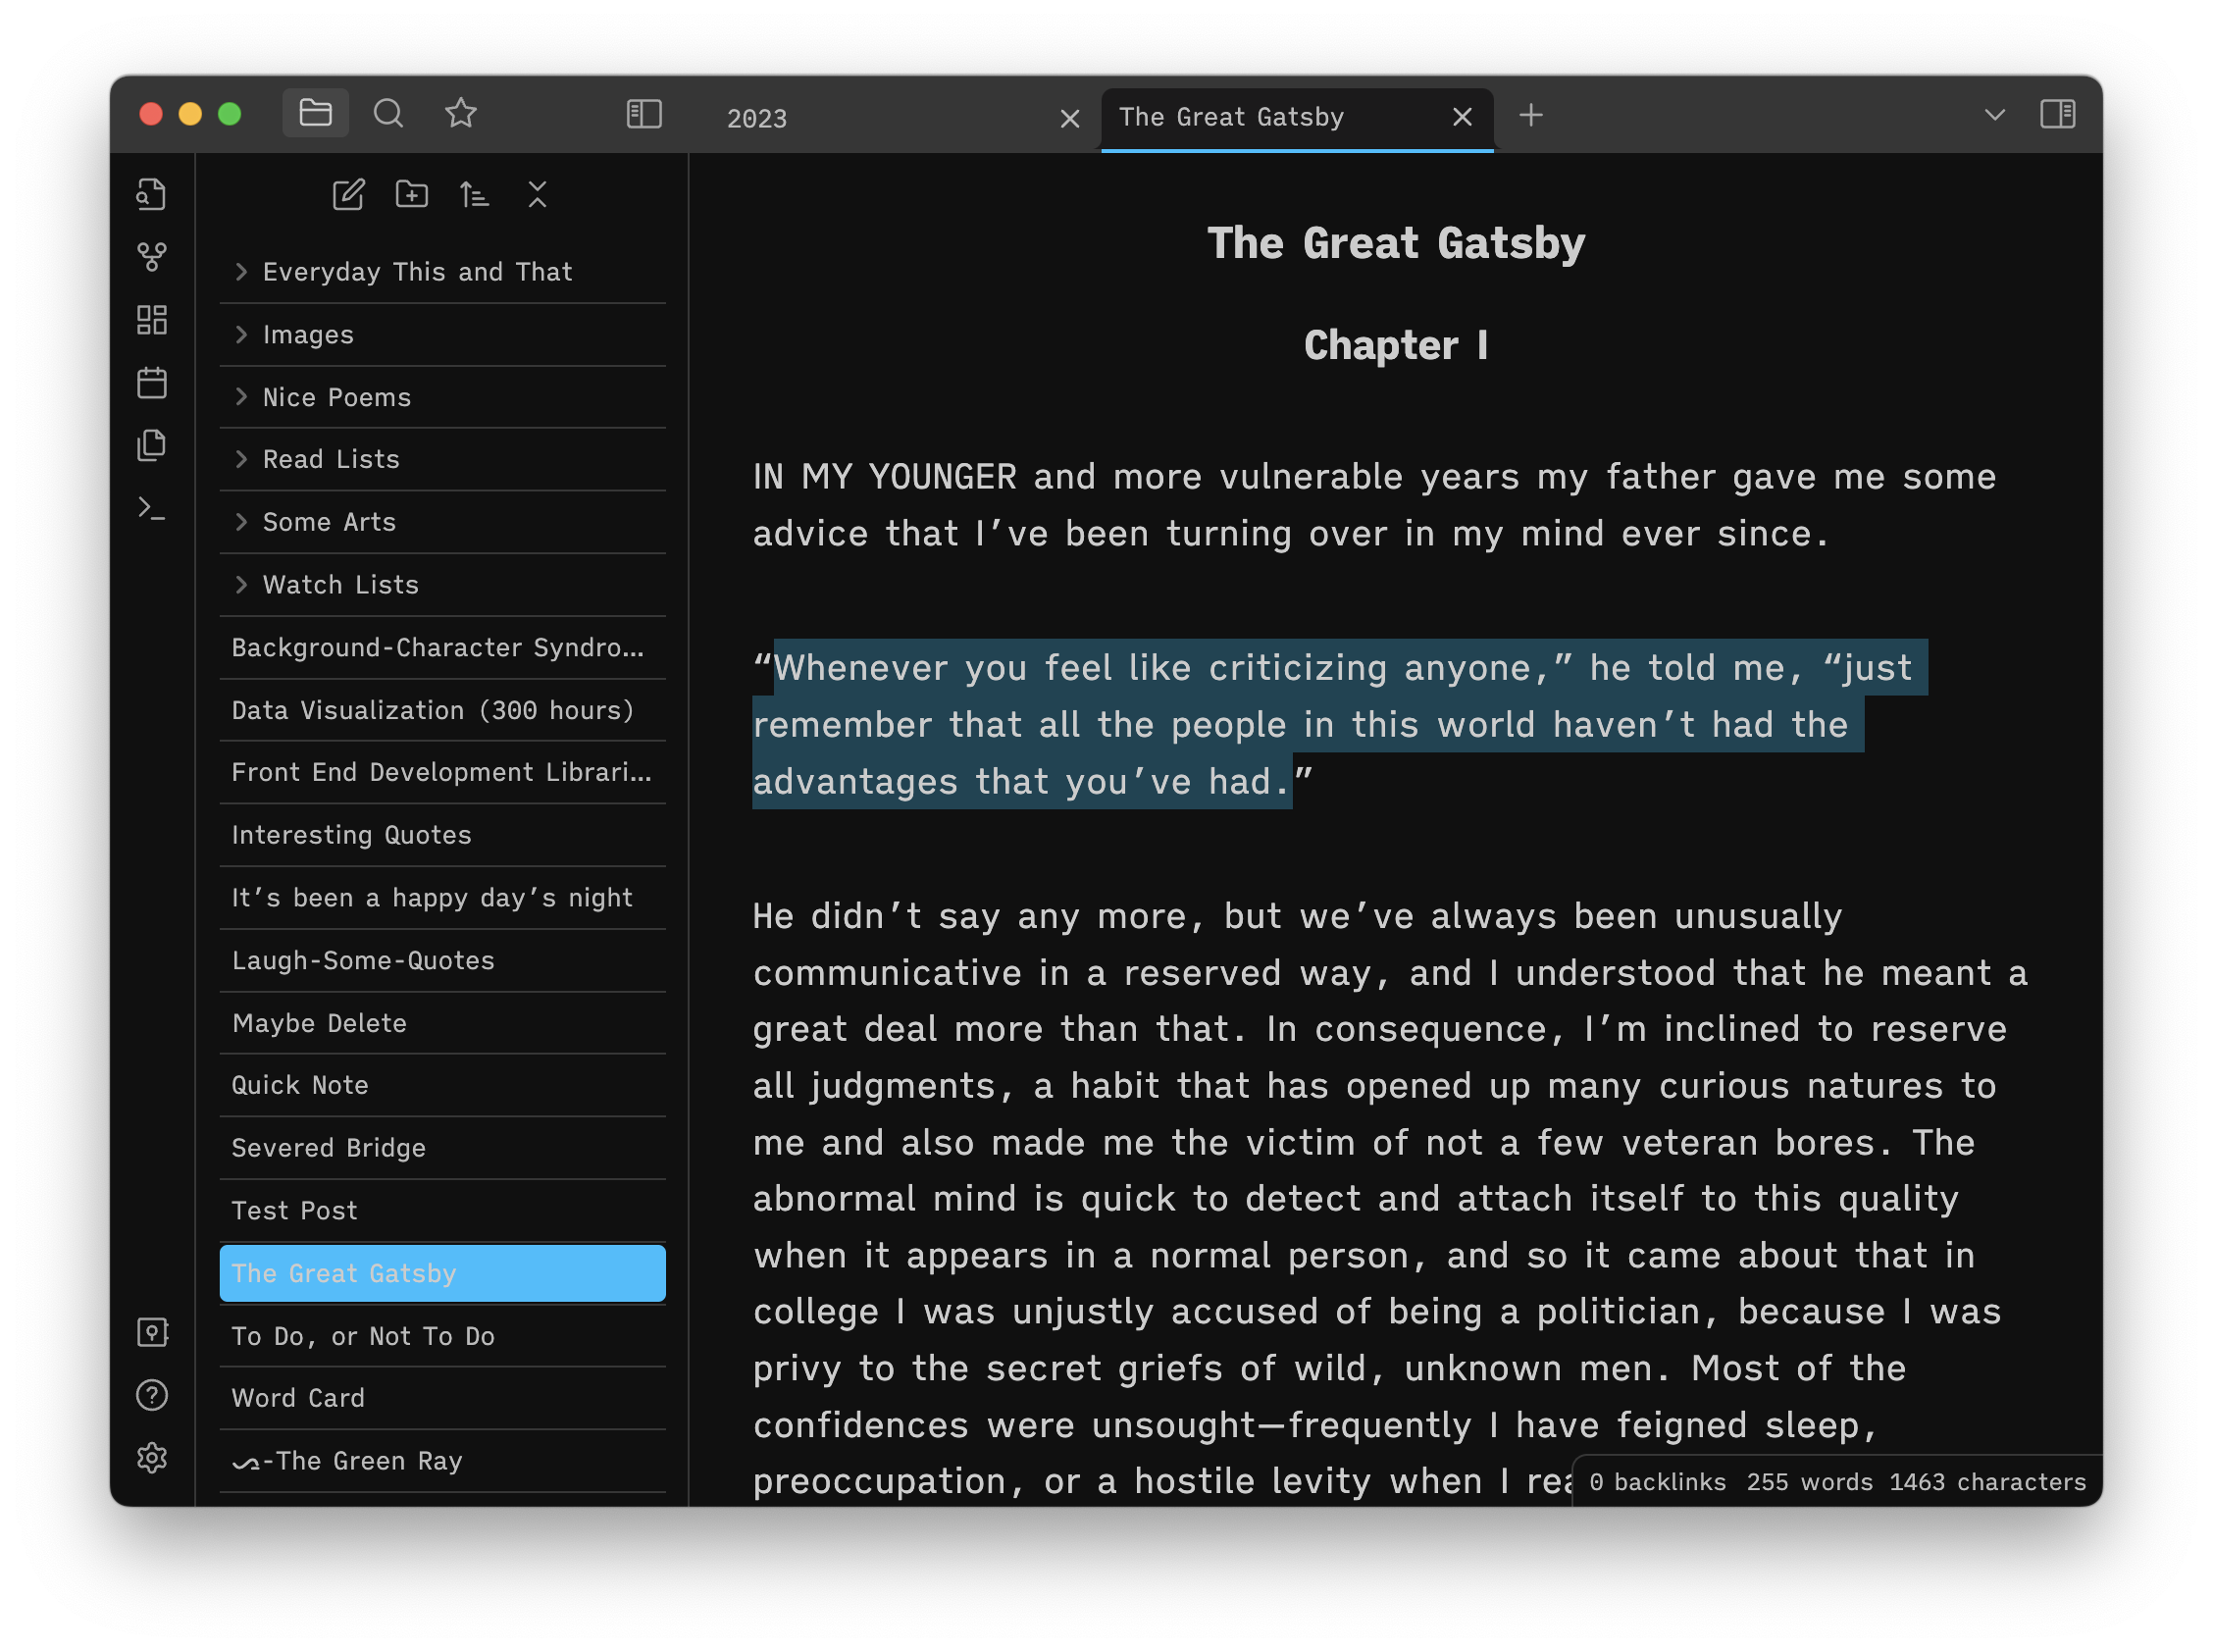 2023
The Great Gatsby
Everyday This and That
Images
Nice Poems
Read Lists
Some Arts
Watch Lists
Background-Character Syndro...
Data Visualization (300 hours)
Front End Development Librari...
Interesting Quotes
It’s been a happy day’s night
Laugh-Some-Quotes
Maybe Delete
Quick Note
Severed Bridge
Test Post
The Great Gatsby
To Do, or Not To Do
Word Card
-The Green Ray
The Great Gatsby
Chapter I
IN MY YOUNGER and more vulnerable years my father gave me some
advice that I’ve been turning over in my mind ever since.
“Whenever you feel like criticizing anyone,” he told me, “just
remember that all the people in this world haven’t had the
advantages that you’ve had.”
He didn’t say any more, but we’ve always been unusually
communicative in a reserved way, and I understood that he meant a
great deal more than that. In consequence, I’m inclined to reserve
all judgments, a habit that has opened up many curious natures to
me and also made me the victim of not a few veteran bores. The
abnormal mind is quick to detect and attach itself to this quality
when it appears in a normal person, and so it came about that in
college I was unjustly accused of being a politician, because I was
privy to the secret griefs of wild, unknown men. Most of the
confidences were unsought—frequently I have feigned sleep,
preoccupation, or a hostile levity when I
0 backlinks 255 words 1463 characters